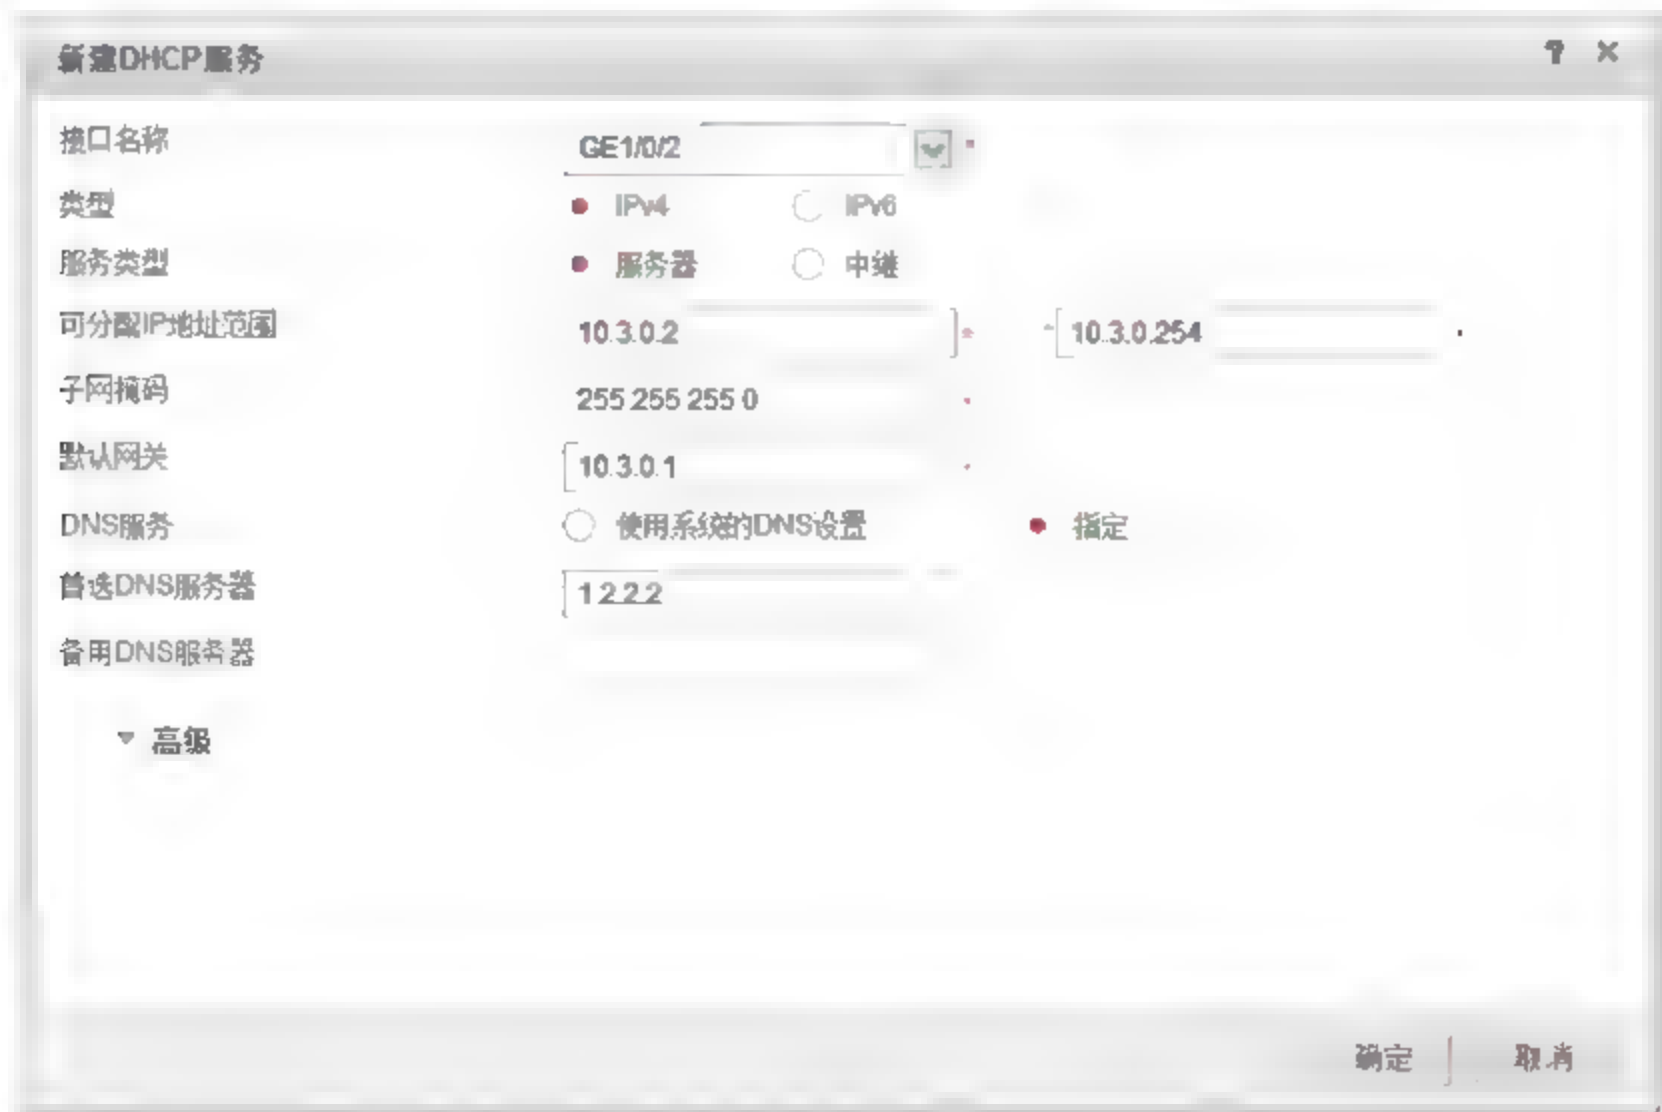 新建DHCP服务 ? ×
接口名称 GE1/0/2 *
类型 IPv4 IPv6
服务类型 服务器 中继
可分配IP地址范围 10.3.0.2 * - 10.3.0.254 *
子网掩码 255.255.255.0 *
默认网关 10.3.0.1 *
DNS服务 使用系统的DNS设置 指定
首选DNS服务器 1.2.2.2
备用DNS服务器
高级
确定 取消